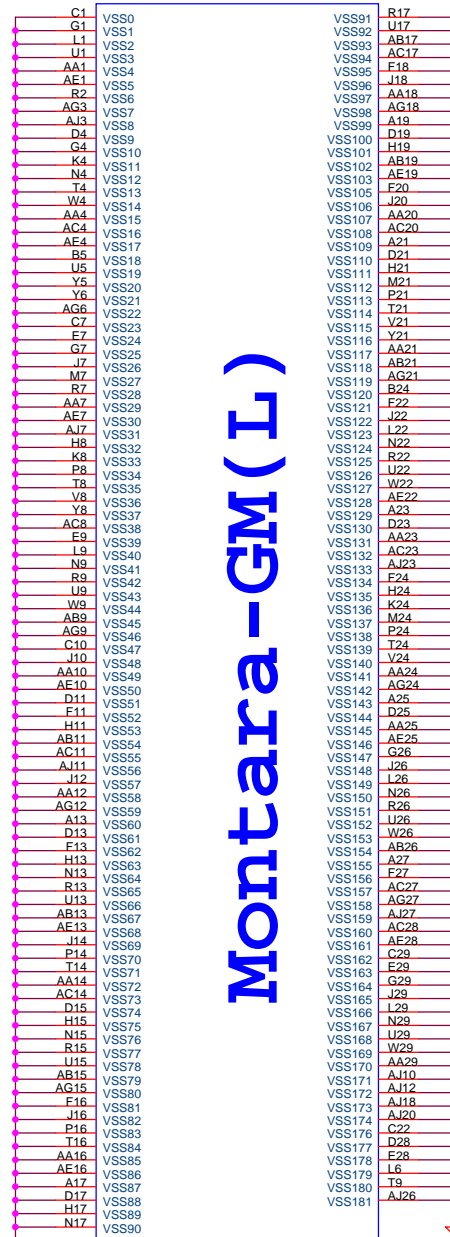 C1 VSS0
G1 VSS1
L1 VSS2
U1 VSS3
AA1 VSS4
AE1 VSS5
R2 VSS6
AG3 VSS7
AJ3 VSS8
D4 VSS9
G4 VSS10
K4 VSS11
N4 VSS12
T4 VSS13
W4 VSS14
AA4 VSS15
AC4 VSS16
AE4 VSS17
B5 VSS18
U5 VSS19
Y5 VSS20
Y6 VSS21
AG6 VSS22
C7 VSS23
E7 VSS24
G7 VSS25
J7 VSS26
M7 VSS27
R7 VSS28
AA7 VSS29
AE7 VSS30
AJ7 VSS31
H8 VSS32
K8 VSS33
P8 VSS34
T8 VSS35
V8 VSS36
Y8 VSS37
AC8 VSS38
E9 VSS39
L9 VSS40
N9 VSS41
R9 VSS42
U9 VSS43
W9 VSS44
AB9 VSS45
AG9 VSS46
C10 VSS47
J10 VSS48
AA10 VSS49
AE10 VSS50
D11 VSS51
F11 VSS52
H11 VSS53
AB11 VSS54
AC11 VSS55
AJ11 VSS56
J12 VSS57
AA12 VSS58
AG12 VSS59
A13 VSS60
D13 VSS61
F13 VSS62
H13 VSS63
N13 VSS64
R13 VSS65
U13 VSS66
AB13 VSS67
AE13 VSS68
J14 VSS69
P14 VSS70
T14 VSS71
AA14 VSS72
AC14 VSS73
D15 VSS74
H15 VSS75
N15 VSS76
R15 VSS77
U15 VSS78
AB15 VSS79
AG15 VSS80
F16 VSS81
J16 VSS82
P16 VSS83
T16 VSS84
AA16 VSS85
AE16 VSS86
A17 VSS87
D17 VSS88
H17 VSS89
N17 VSS90
Montara-GM(L)
VSS91 R17
VSS92 U17
VSS93 AB17
VSS94 AC17
VSS95 F18
VSS96 J18
VSS97 AA18
VSS98 AG18
VSS99 A19
VSS100 D19
VSS101 H19
VSS102 AB19
VSS103 AE19
VSS105 F20
VSS106 J20
VSS107 AA20
VSS108 AC20
VSS109 A21
VSS110 D21
VSS111 H21
VSS112 M21
VSS113 P21
VSS114 T21
VSS115 V21
VSS116 Y21
VSS117 AA21
VSS118 AB21
VSS119 AG21
VSS120 B24
VSS121 F22
VSS122 J22
VSS123 L22
VSS124 N22
VSS125 R22
VSS126 U22
VSS127 W22
VSS128 AE22
VSS129 A23
VSS130 D23
VSS131 AA23
VSS132 AC23
VSS133 AJ23
VSS134 F24
VSS135 H24
VSS136 K24
VSS137 M24
VSS138 P24
VSS139 T24
VSS140 V24
VSS141 AA24
VSS142 AG24
VSS143 A25
VSS144 D25
VSS145 AA25
VSS146 AE25
VSS147 G26
VSS148 J26
VSS149 L26
VSS150 N26
VSS151 R26
VSS152 U26
VSS153 W26
VSS154 AB26
VSS155 A27
VSS156 F27
VSS157 AC27
VSS158 AG27
VSS159 AJ27
VSS160 AC28
VSS161 AE28
VSS162 C29
VSS163 E29
VSS164 G29
VSS165 J29
VSS166 L29
VSS167 N29
VSS168 U29
VSS169 W29
VSS170 AA29
VSS171 AJ10
VSS172 AJ12
VSS173 AJ18
VSS174 AJ20
VSS176 C22
VSS177 D28
VSS178 E28
VSS179 L6
VSS180 T9
VSS181 AJ26